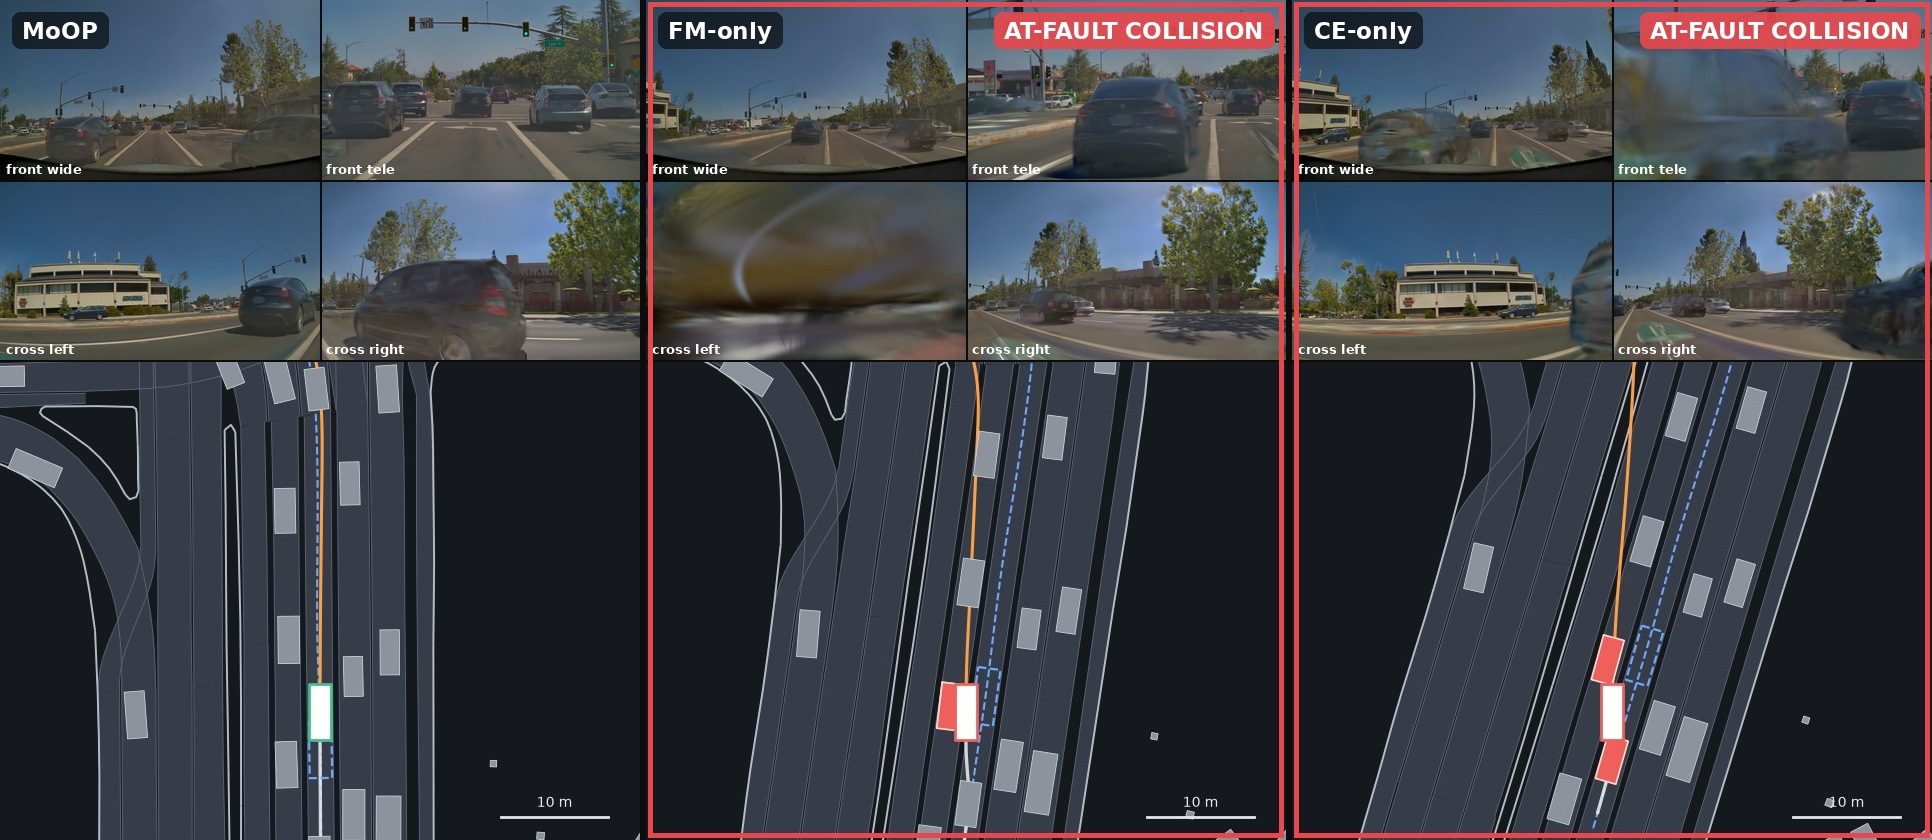 MoOP
front wide
front tele
cross left
cross right
10 m
FM-only
AT-FAULT COLLISION
front wide
front tele
cross left
cross right
10 m
CE-only
AT-FAULT COLLISION
front wide
front tele
cross left
cross right
10 m